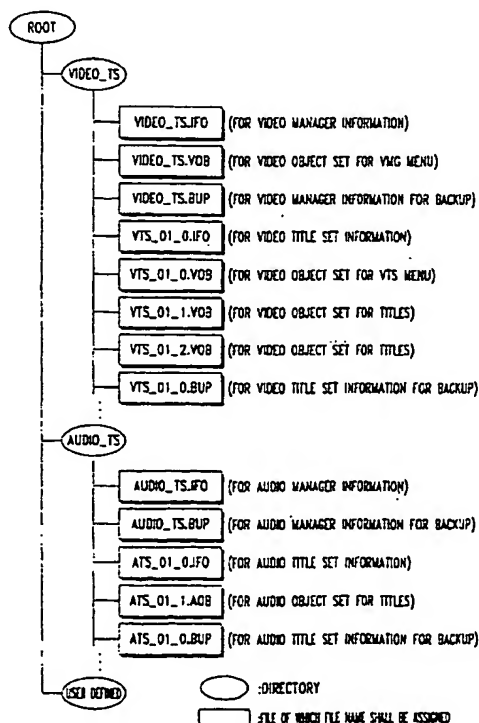 ROOT
VIDEO_TS
VIDEO_TS.IFO (FOR VIDEO MANAGER INFORMATION)
VIDEO_TS.VOB (FOR VIDEO OBJECT SET FOR VMG MENU)
VIDEO_TS.BUP (FOR VIDEO MANAGER INFORMATION FOR BACKUP)
VTS_01_0.IFO (FOR VIDEO TITLE SET INFORMATION)
VTS_01_0.VOB (FOR VIDEO OBJECT SET FOR VTS MENU)
VTS_01_1.VOB (FOR VIDEO OBJECT SET FOR TITLES)
VTS_01_2.VOB (FOR VIDEO OBJECT SET FOR TITLES)
VTS_01_0.BUP (FOR VIDEO TITLE SET INFORMATION FOR BACKUP)
AUDIO_TS
AUDIO_TS.IFO (FOR AUDIO MANAGER INFORMATION)
AUDIO_TS.BUP (FOR AUDIO MANAGER INFORMATION FOR BACKUP)
ATS_01_0.IFO (FOR AUDIO TITLE SET INFORMATION)
ATS_01_1.AOB (FOR AUDIO OBJECT SET FOR TITLES)
ATS_01_0.BUP (FOR AUDIO TITLE SET INFORMATION FOR BACKUP)
USER DEFINED
:DIRECTORY
:FILE OF WHICH FILE NAME SHALL BE ASSIGNED